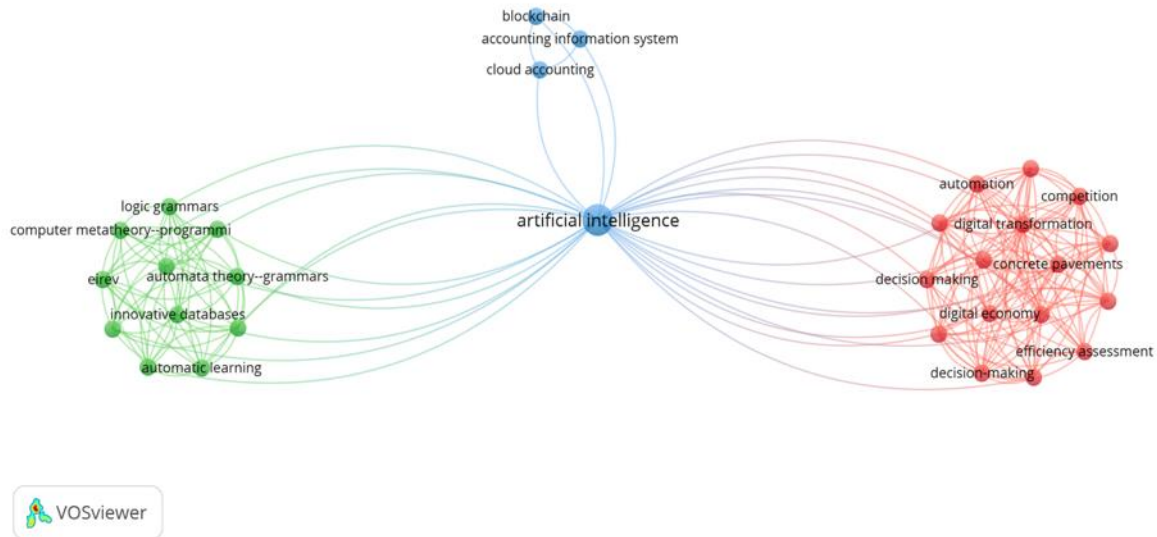 blockchain
accounting information system
cloud accounting
artificial intelligence
logic grammars
computer metatheory--programmi
automata theory--grammars
eirev
innovative databases
automatic learning
automation
competition
digital transformation
concrete pavements
decision making
digital economy
efficiency assessment
decision-making
VOSviewer